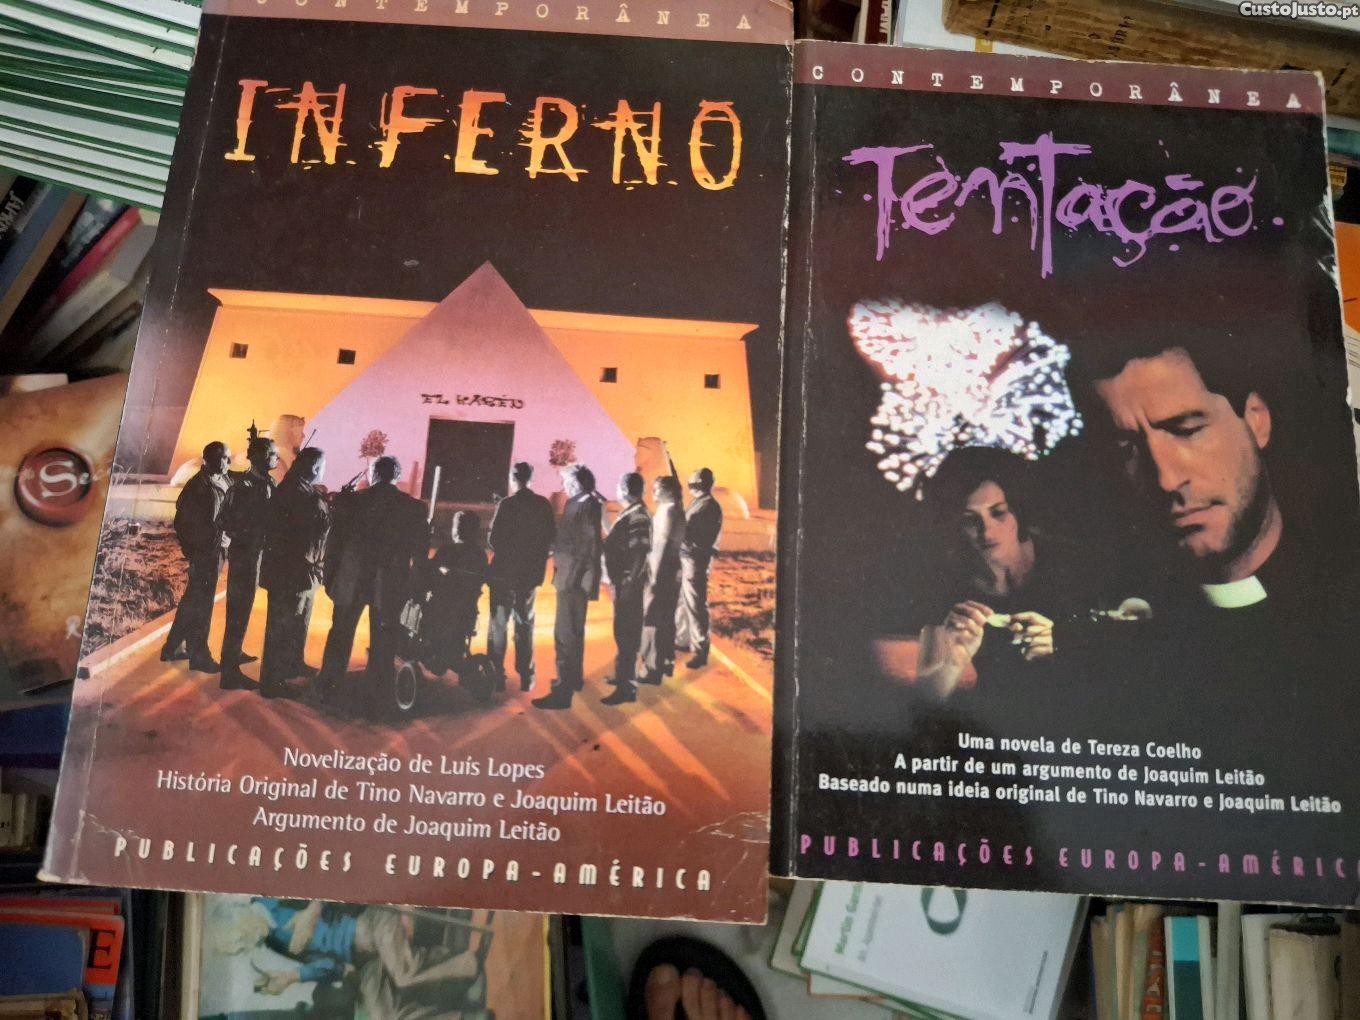 CustoJusto.pt
CONTEMPORÂNEA
INFERNO
EL KASÉD
Novelização de Luís Lopes
História Original de Tino Navarro e Joaquim Leitão
Argumento de Joaquim Leitão
PUBLICAÇÕES EUROPA-AMÉRICA
CONTEMPORÂNEA
Tentação
Uma novela de Tereza Coelho
A partir de um argumento de Joaquim Leitão
Baseado numa ideia original de Tino Navarro e Joaquim Leitão
PUBLICAÇÕES EUROPA-AMÉRIC
S
E